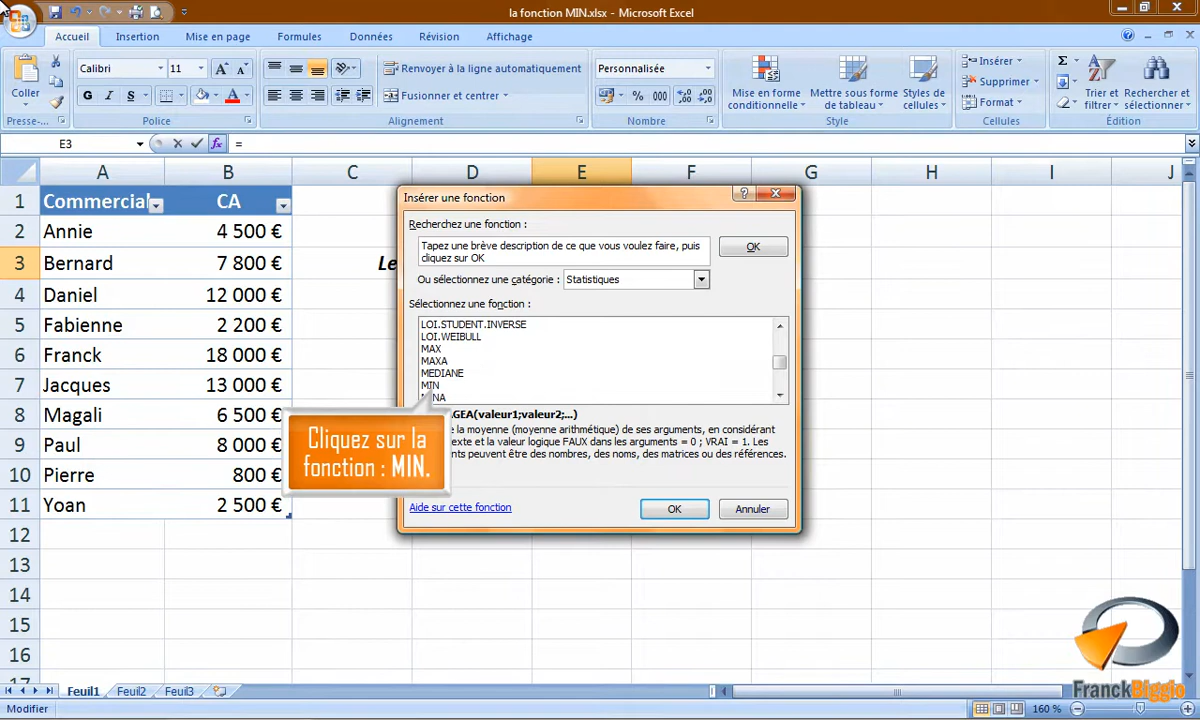 la fonction MIN.xlsx - Microsoft Excel
Accueil Insertion Mise en page Formules Données Révision Affichage
Coller
Presse-...
Calibri 11
G I S
Police
Renvoyer à la ligne automatiquement
Fusionner et centrer
Alignement
Personnalisée
% 000
Nombre
Mise en forme conditionnelle
Mettre sous forme de tableau
Styles de cellules
Style
Insérer
Supprimer
Format
Cellules
Σ
Trier et filtrer
Rechercher et sélectionner
Édition
E3 fx =
A B C D E F G H I J
1 Commercial CA
2 Annie 4 500 €
3 Bernard 7 800 € Le
4 Daniel 12 000 €
5 Fabienne 2 200 €
6 Franck 18 000 €
7 Jacques 13 000 €
8 Magali 6 500 €
9 Paul 8 000 €
10 Pierre 800 €
11 Yoan 2 500 €
12
13
14
15
16
17
Insérer une fonction
Recherchez une fonction :
Tapez une brève description de ce que vous voulez faire, puis
cliquez sur OK
OK
Ou sélectionnez une catégorie : Statistiques
Sélectionnez une fonction :
LOI.STUDENT.INVERSE
LOI.WEIBULL
MAX
MAXA
MEDIANE
MIN
NA
GEA(valeur1;valeur2;...)
la moyenne (moyenne arithmétique) de ses arguments, en considérant
texte et la valeur logique FAUX dans les arguments = 0 ; VRAI = 1. Les
peuvent être des nombres, des noms, des matrices ou des références.
Aide sur cette fonction
OK Annuler
Cliquez sur la
fonction : MIN.
FranckBiggio
Feuil1 Feuil2 Feuil3
Modifier
160 %